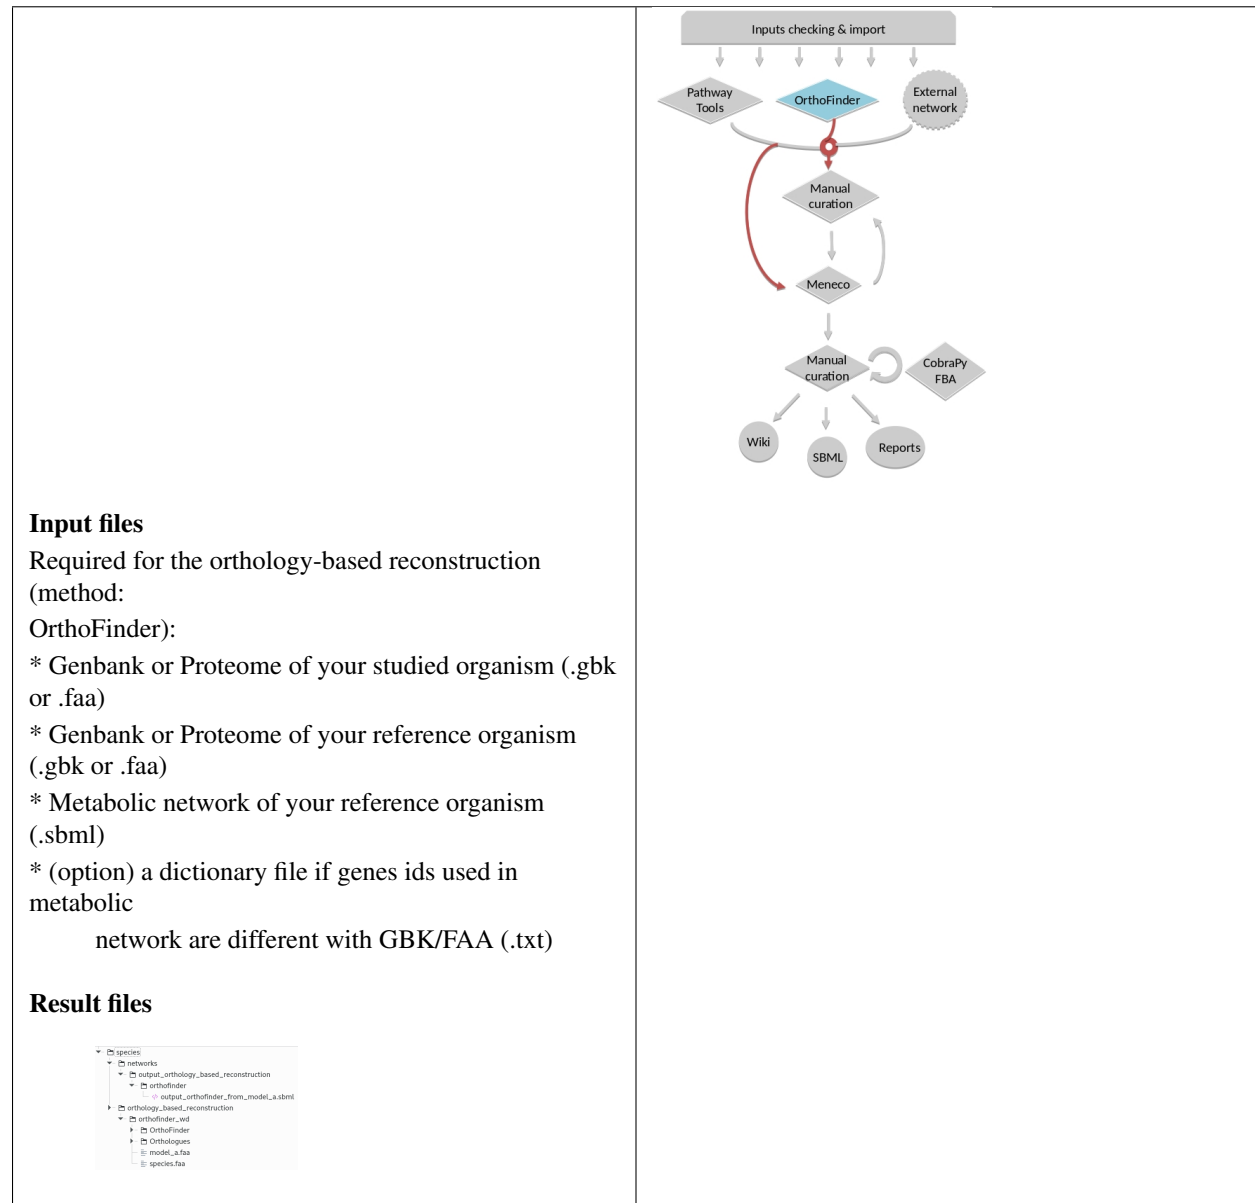 Inputs checking & import
Pathway
Tools
OrthoFinder
External
network
Manual
curation
Meneco
Manual
curation
CobraPy
FBA
Wiki
SBML
Reports
Input files
Required for the orthology-based reconstruction
(method:
OrthoFinder):
* Genbank or Proteome of your studied organism (.gbk
or .faa)
* Genbank or Proteome of your reference organism
(.gbk or .faa)
* Metabolic network of your reference organism
(.sbml)
* (option) a dictionary file if genes ids used in
metabolic
network are different with GBK/FAA (.txt)
Result files
species
networks
output_orthology_based_reconstruction
orthofinder
output_orthofinder_from_model_a.sbml
orthology_based_reconstruction
orthofinder_wd
OrthoFinder
Orthologues
model_a.faa
species.faa